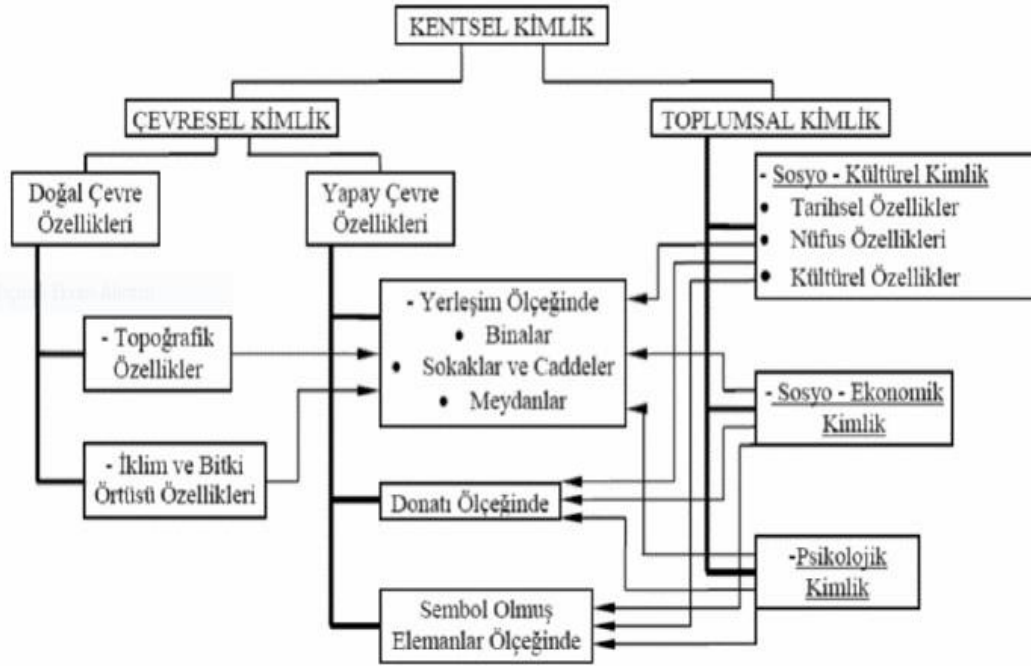 KENTSEL KİMLİK
ÇEVRESEL KİMLİK
TOPLUMSAL KİMLİK
Doğal Çevre
Özellikleri
Yapay Çevre
Özellikleri
- Sosyo - Kültürel Kimlik
• Tarihsel Özellikler
• Nüfus Özellikleri
• Kültürel Özellikler
- Yerleşim Ölçeğinde
• Binalar
• Sokaklar ve Caddeler
• Meydanlar
- Topoğrafik
Özellikler
- Sosyo - Ekonomik
Kimlik
- İklim ve Bitki
Örtüsü Özellikleri
Donatı Ölçeğinde
-Psikolojik
Kimlik
Sembol Olmuş
Elemanlar Ölçeğinde